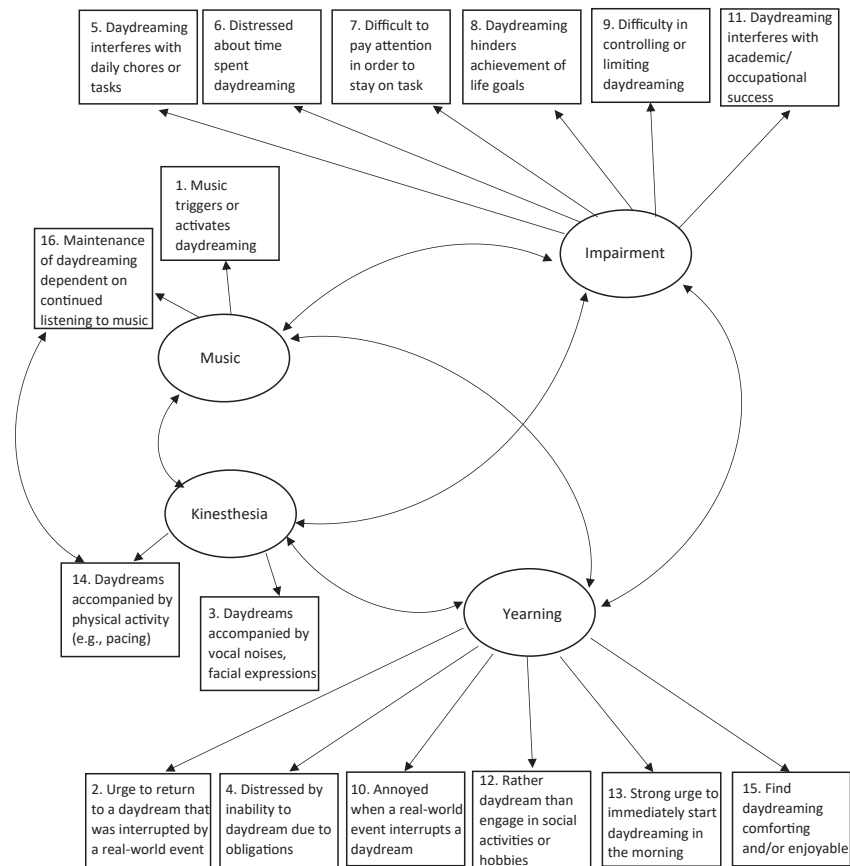 5. Daydreaming
interferes with
daily chores or
tasks
6. Distressed
about time
spent
daydreaming
7. Difficult to
pay attention
in order to
stay on task
8. Daydreaming
hinders
achievement of
life goals
9. Difficulty in
controlling or
limiting
daydreaming
11. Daydreaming
interferes with
academic/
occupational
success
1. Music
triggers or
activates
daydreaming
16. Maintenance
of daydreaming
dependent on
continued
listening to music
Impairment
Music
Kinesthesia
14. Daydreams
accompanied by
physical activity
(e.g., pacing)
3. Daydreams
accompanied by
vocal noises,
facial expressions
Yearning
2. Urge to return
to a daydream that
was interrupted by
a real-world event
4. Distressed by
inability to
daydream due to
obligations
10. Annoyed
when a real-world
event interrupts a
daydream
12. Rather
daydream than
engage in social
activities or
hobbies
13. Strong urge to
immediately start
daydreaming in
the morning
15. Find
daydreaming
comforting
and/or enjoyable